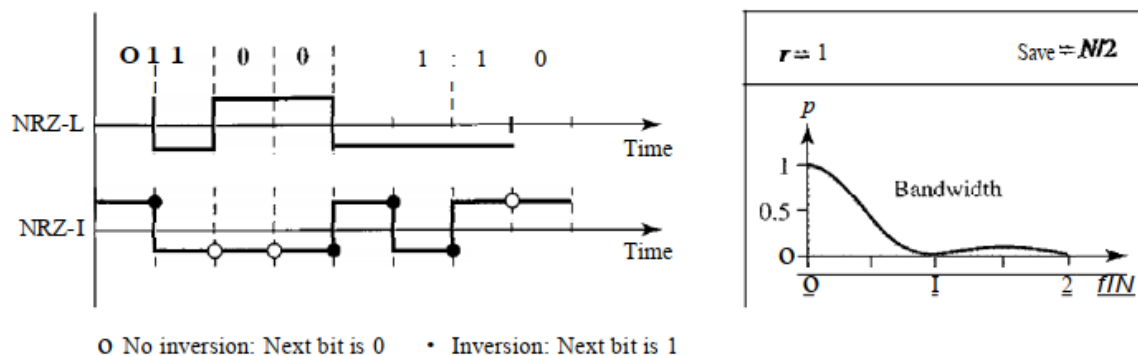 O 1 1 0 0 1 : 1 0
NRZ-L
Time
NRZ-I
Time
O No inversion: Next bit is 0 • Inversion: Next bit is 1
r = 1 Save = N/2
p
1
Bandwidth
0.5
O
0 1 2 f/N